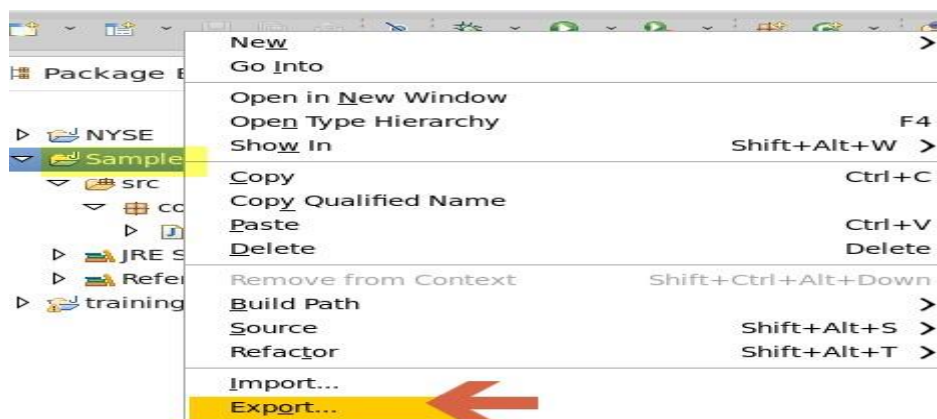 New
Package E
Go Into
Open in New Window
Open Type Hierarchy F4
NYSE
Show In Shift+Alt+W
Sample
Copy Ctrl+C
src
Copy Qualified Name
co
Paste Ctrl+V
Delete Delete
JRE S
Refer
Remove from Context Shift+Ctrl+Alt+Down
training
Build Path
Source Shift+Alt+S
Refactor Shift+Alt+T
Import...
Export...